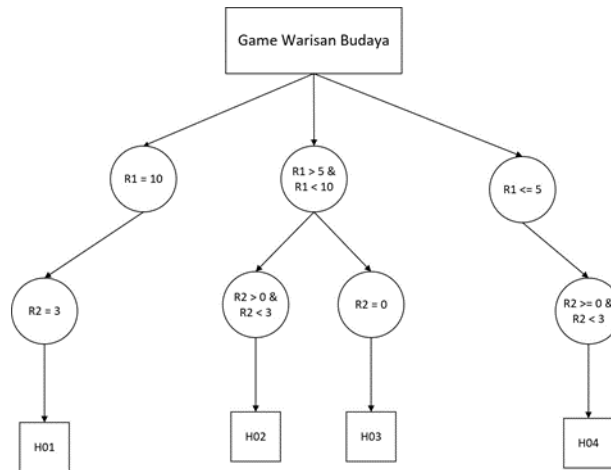 Game Warisan Budaya
R1 = 10
R1 > 5 &
R1 < 10
R1 <= 5
R2 = 3
R2 > 0 &
R2 < 3
R2 = 0
R2 >= 0 &
R2 < 3
H01
H02
H03
H04